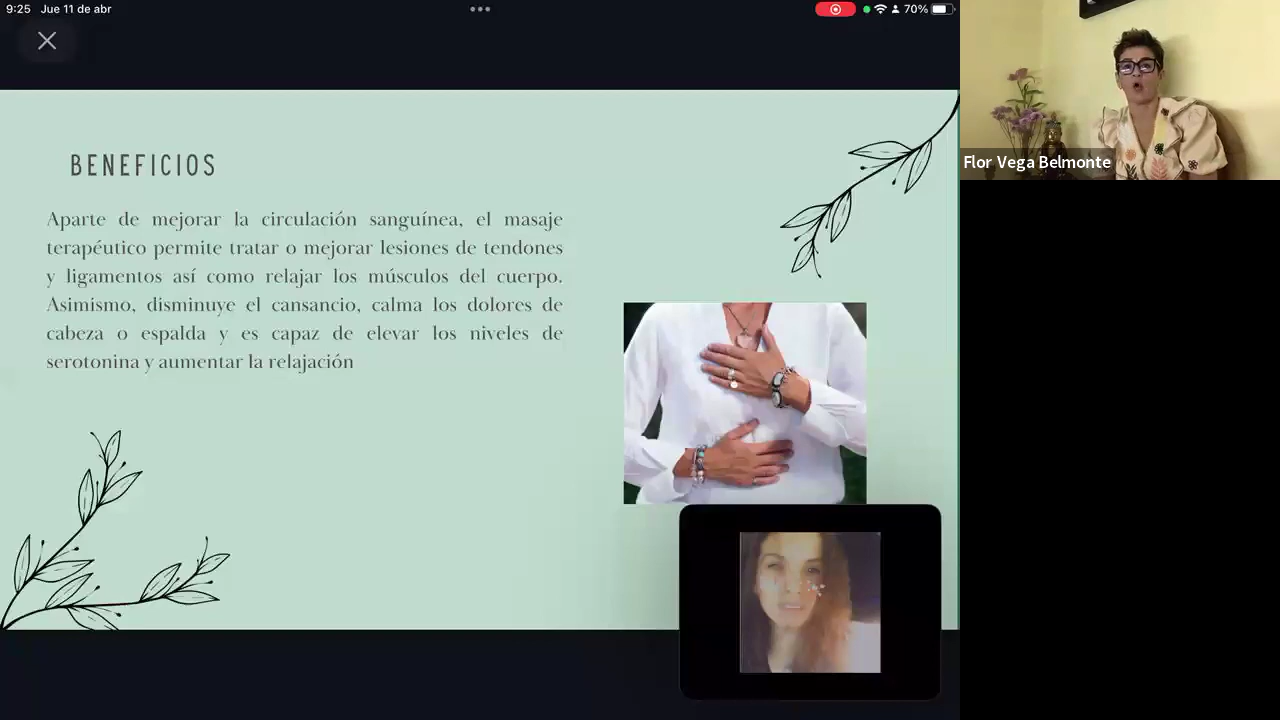 9:25 Jue 11 de abr
70%
BENEFICIOS
Aparte de mejorar la circulación sanguínea, el masaje
terapéutico permite tratar o mejorar lesiones de tendones
y ligamentos así como relajar los músculos del cuerpo.
Asimismo, disminuye el cansancio, calma los dolores de
cabeza o espalda y es capaz de elevar los niveles de
serotonina y aumentar la relajación
Flor Vega Belmonte